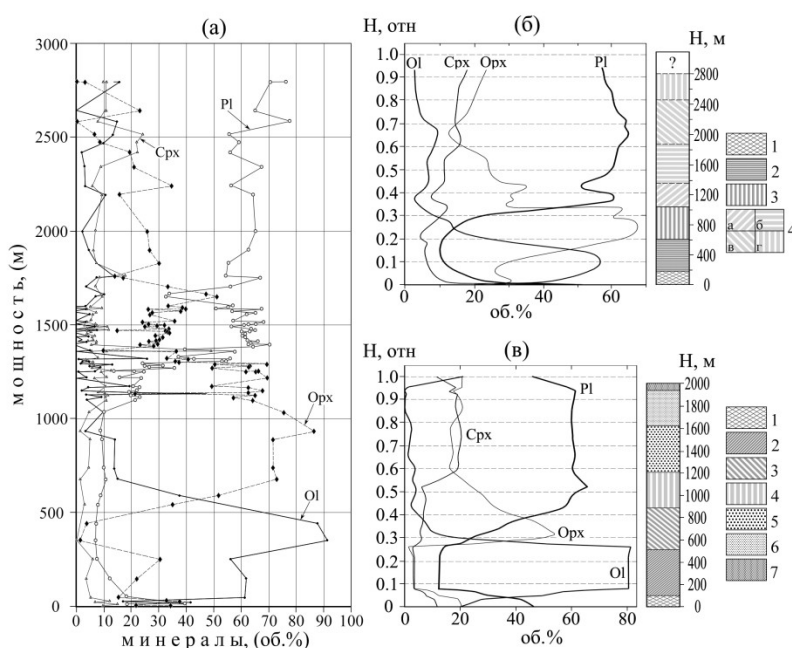 (а)
3000
2500
2000
1500
1000
500
0
мощность, (м)
Pl
Cpx
Opx
Ol
0 10 20 30 40 50 60 70 80 90 100
минералы, (об.%)
(б)
H, отн
H, м
Ol Cpx Opx Pl
1.0
0.9
0.8
0.7
0.6
0.5
0.4
0.3
0.2
0.1
0
0 20 40 60
об.%
?
2800
2400
2000
1600
1200
800
400
0
1
2
3
а б
в г
4
(в)
H, отн
H, м
1.0
0.9
0.8
0.7
0.6
0.5
0.4
0.3
0.2
0.1
0
Pl
Cpx
Opx
Ol
0 20 40 60 80
об.%
2000
1800
1600
1400
1200
1000
800
600
400
200
0
1
2
3
4
5
6
7